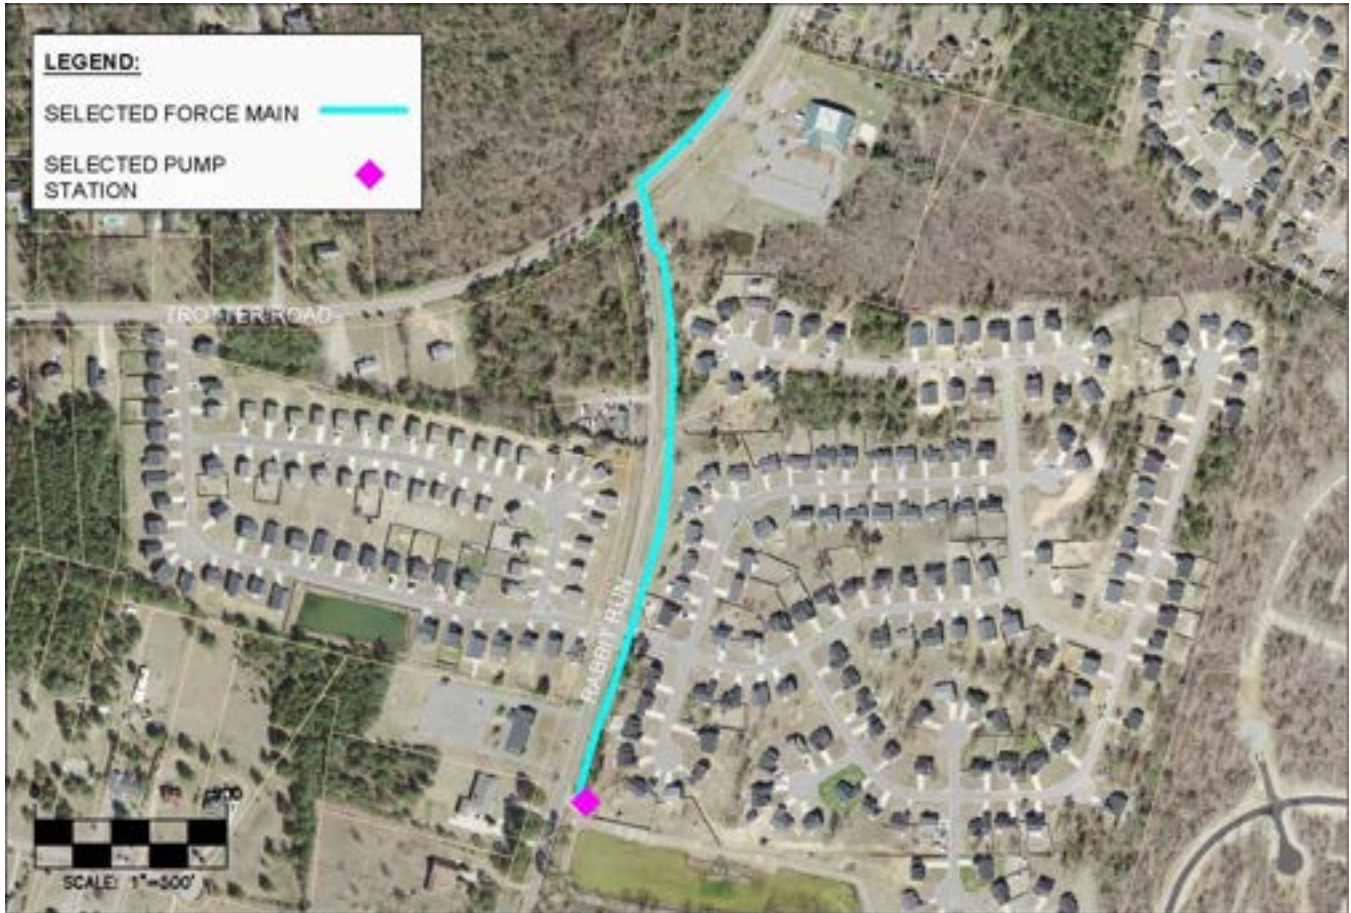 LEGEND:
SELECTED FORCE MAIN
SELECTED PUMP
STATION
TROTTER ROAD
RABBIT RUN
SCALE: 1"=500'